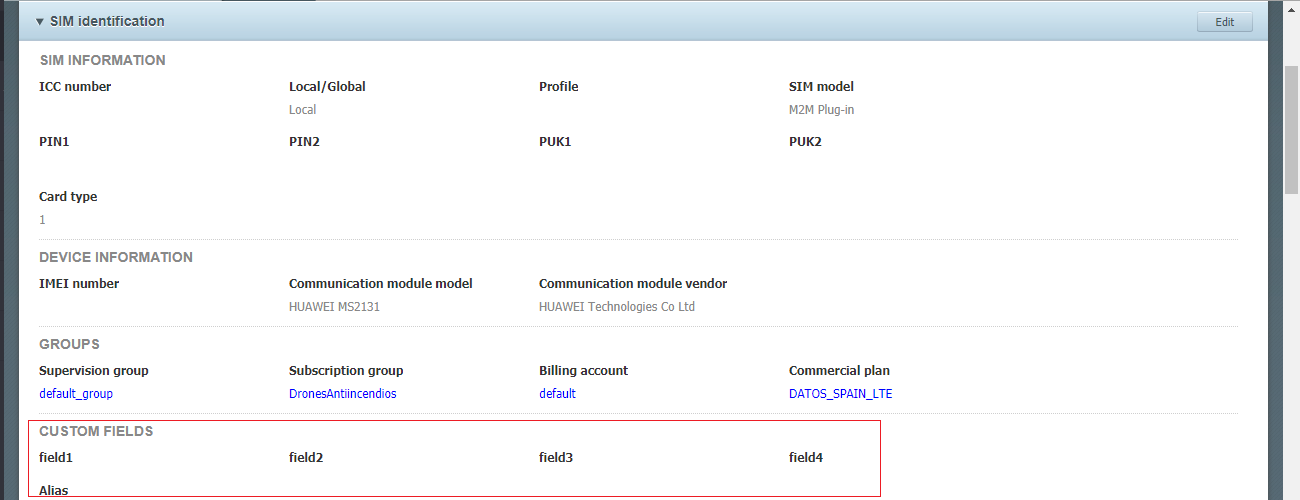 SIM identification Edit
SIM INFORMATION
ICC number Local/Global Profile SIM model
Local M2M Plug-in
PIN1 PIN2 PUK1 PUK2
Card type
1
DEVICE INFORMATION
IMEI number Communication module model Communication module vendor
HUAWEI MS2131 HUAWEI Technologies Co Ltd
GROUPS
Supervision group Subscription group Billing account Commercial plan
default_group DronesAntiincendios default DATOS_SPAIN_LTE
CUSTOM FIELDS
field1 field2 field3 field4
Alias